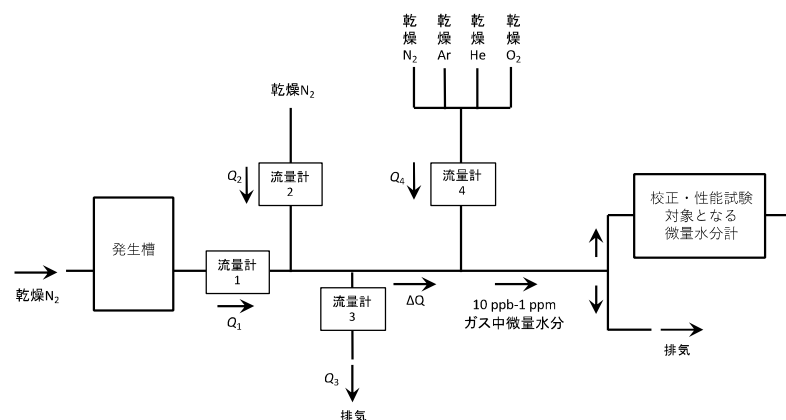 乾燥 乾燥 乾燥 乾燥
N₂ Ar He O₂
乾燥N₂
Q₂
流量計
2
Q₄
流量計
4
発生槽
流量計
1
校正・性能試験
対象となる
微量水分計
乾燥N₂
Q₁
流量計
3
ΔQ
10 ppb-1 ppm
ガス中微量水分
排気
Q₃
排気